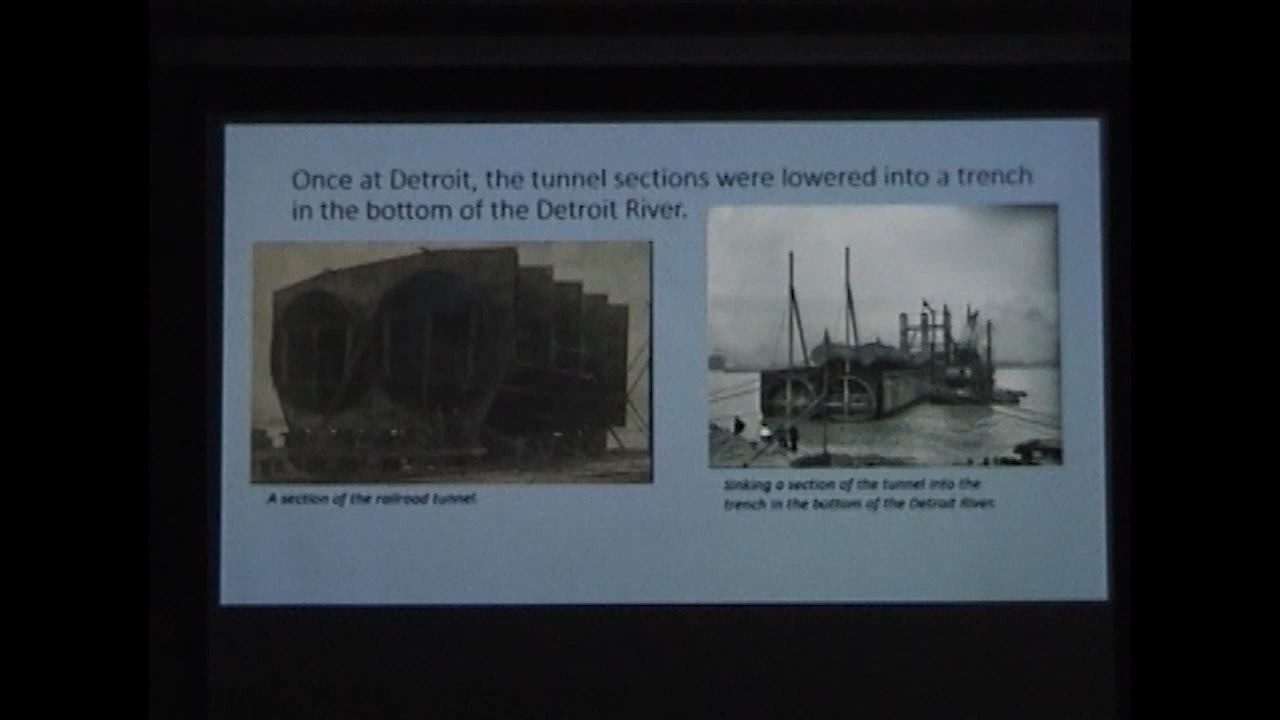 Once at Detroit, the tunnel sections were lowered into a trench
in the bottom of the Detroit River.
A section of the railroad tunnel.
Sinking a section of the tunnel into the
trench in the bottom of the Detroit River.